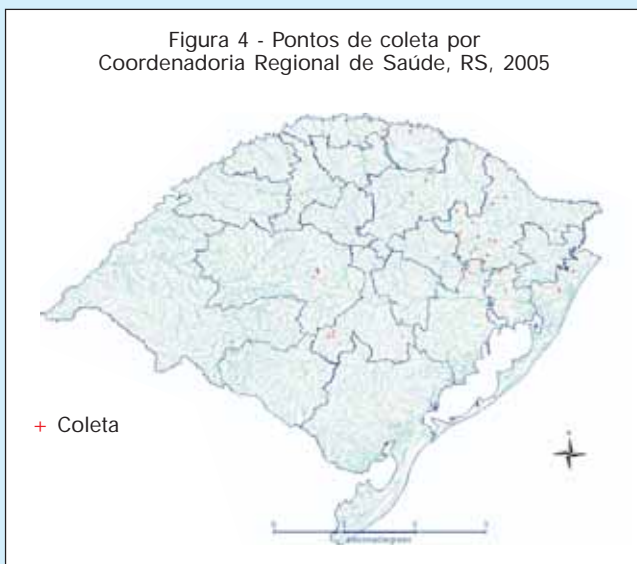 Figura 4 - Pontos de coleta por
Coordenadoria Regional de Saúde, RS, 2005
+ Coleta